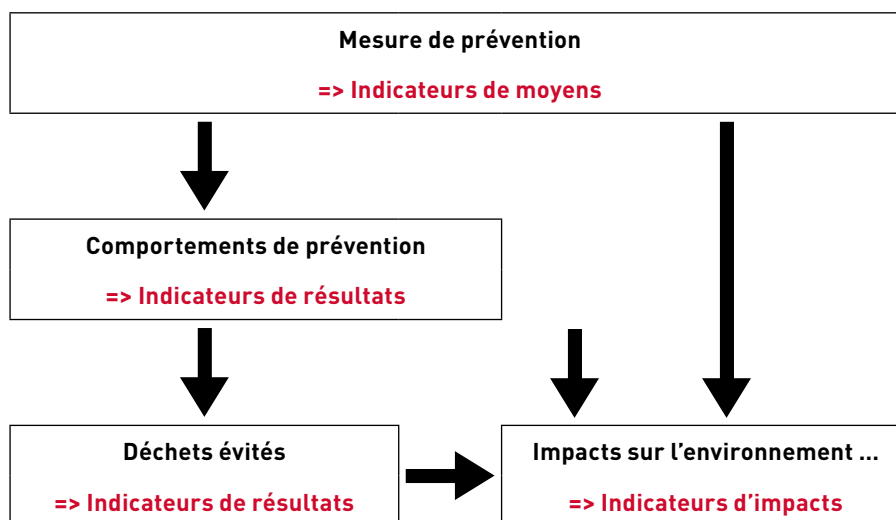 Mesure de prévention
=> Indicateurs de moyens
Comportements de prévention
=> Indicateurs de résultats
Déchets évités
=> Indicateurs de résultats
Impacts sur l’environnement ...
=> Indicateurs d’impacts